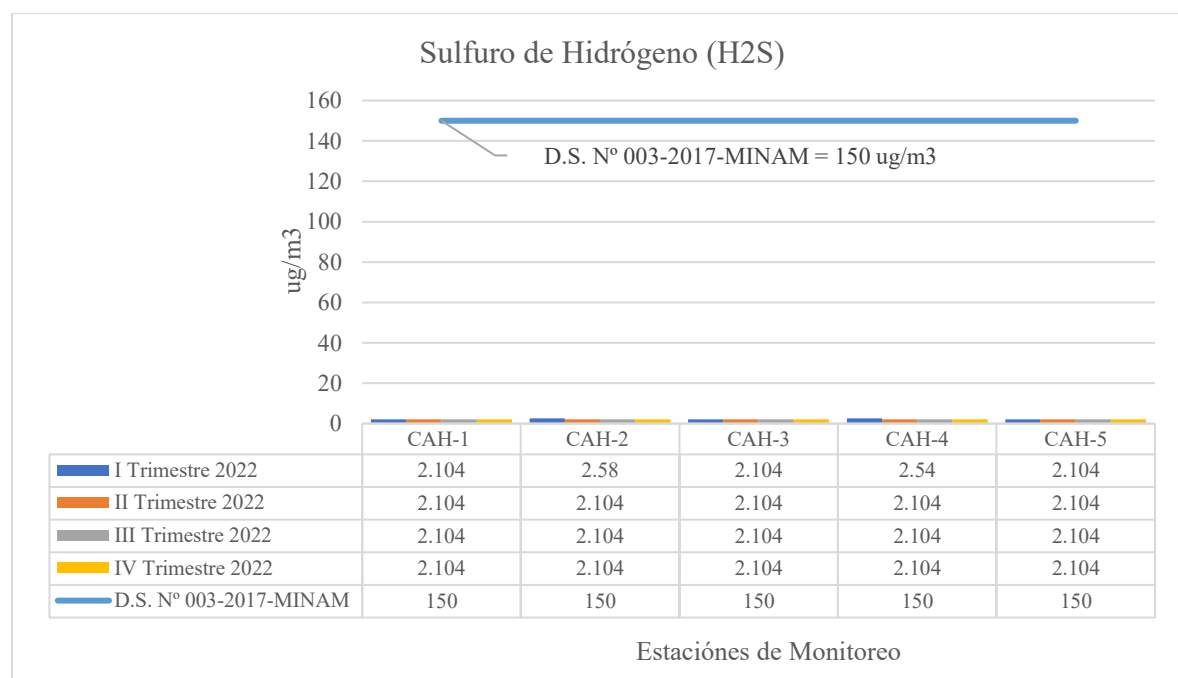 Sulfuro de Hidrógeno (H2S)
160
140
120
100
80
60
40
20
0
ug/m3
D.S. Nº 003-2017-MINAM = 150 ug/m3
CAH-1 CAH-2 CAH-3 CAH-4 CAH-5
I Trimestre 2022 2.104 2.58 2.104 2.54 2.104
II Trimestre 2022 2.104 2.104 2.104 2.104 2.104
III Trimestre 2022 2.104 2.104 2.104 2.104 2.104
IV Trimestre 2022 2.104 2.104 2.104 2.104 2.104
D.S. Nº 003-2017-MINAM 150 150 150 150 150
Estaciónes de Monitoreo